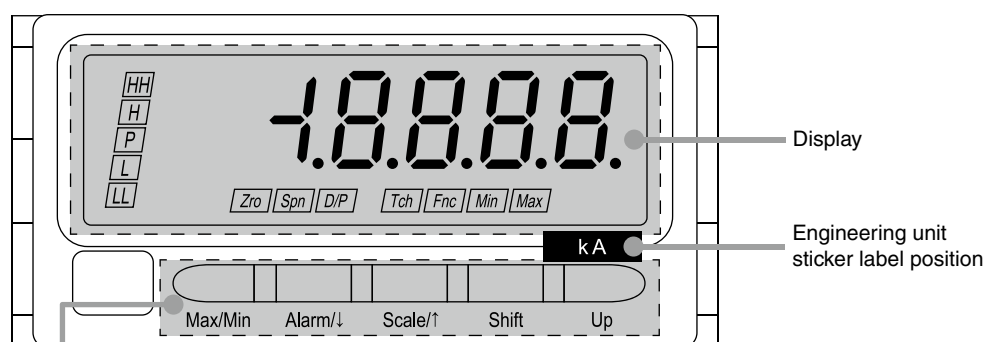 HH
H
P
L
LL
-1.8.8.8.8.
Zro Spn D/P Tch Fnc Min Max
Display
kA
Engineering unit
sticker label position
Max/Min Alarm/↓ Scale/↑ Shift Up